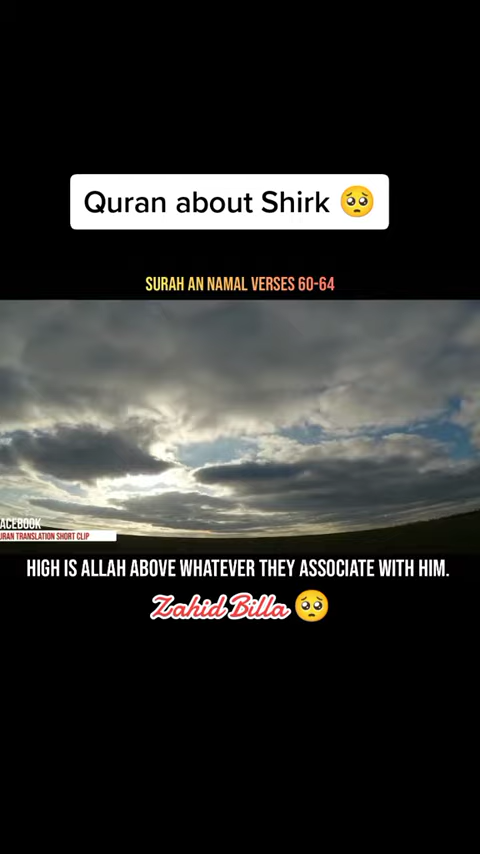 Quran about Shirk 🥺
SURAH AN NAMAL VERSES 60-64
ACEBOOK
URAN TRANSLATION SHORT CLIP
HIGH IS ALLAH ABOVE WHATEVER THEY ASSOCIATE WITH HIM.
Zahid Billa 🥺